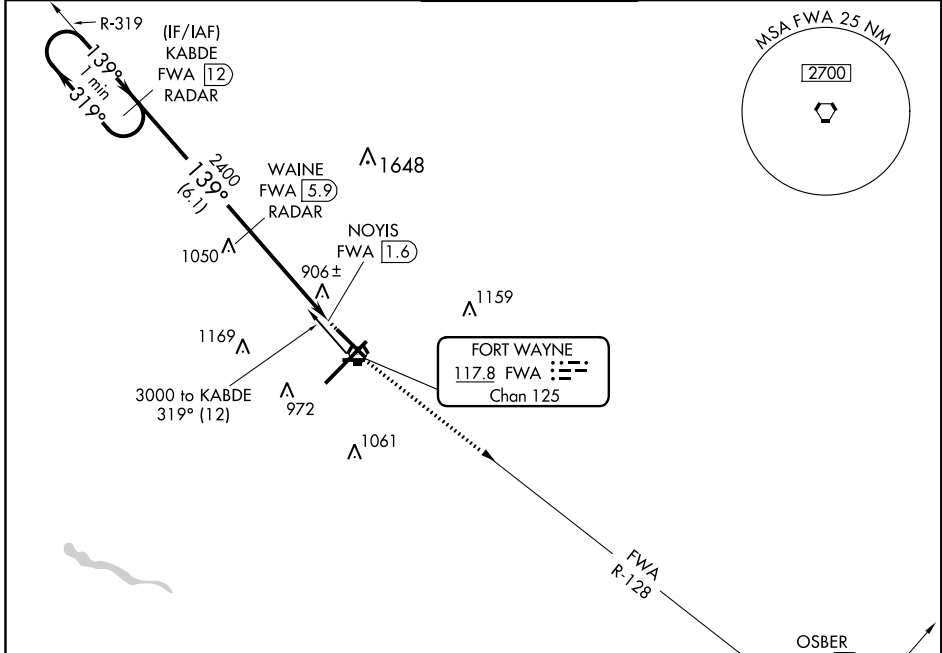 R-319
(IF/IAF)
KABDE
FWA 12
RADAR
139°
1 min
319°
MSA FWA 25 NM
2700
2400
139°
(6.1)
WAINE
FWA 5.9
RADAR
1648
1050
NOYIS
FWA 1.6
906±
1159
1169
3000 to KABDE
319° (12)
972
1061
FORT WAYNE
117.8 FWA
Chan 125
FWA
R-128
OSBER